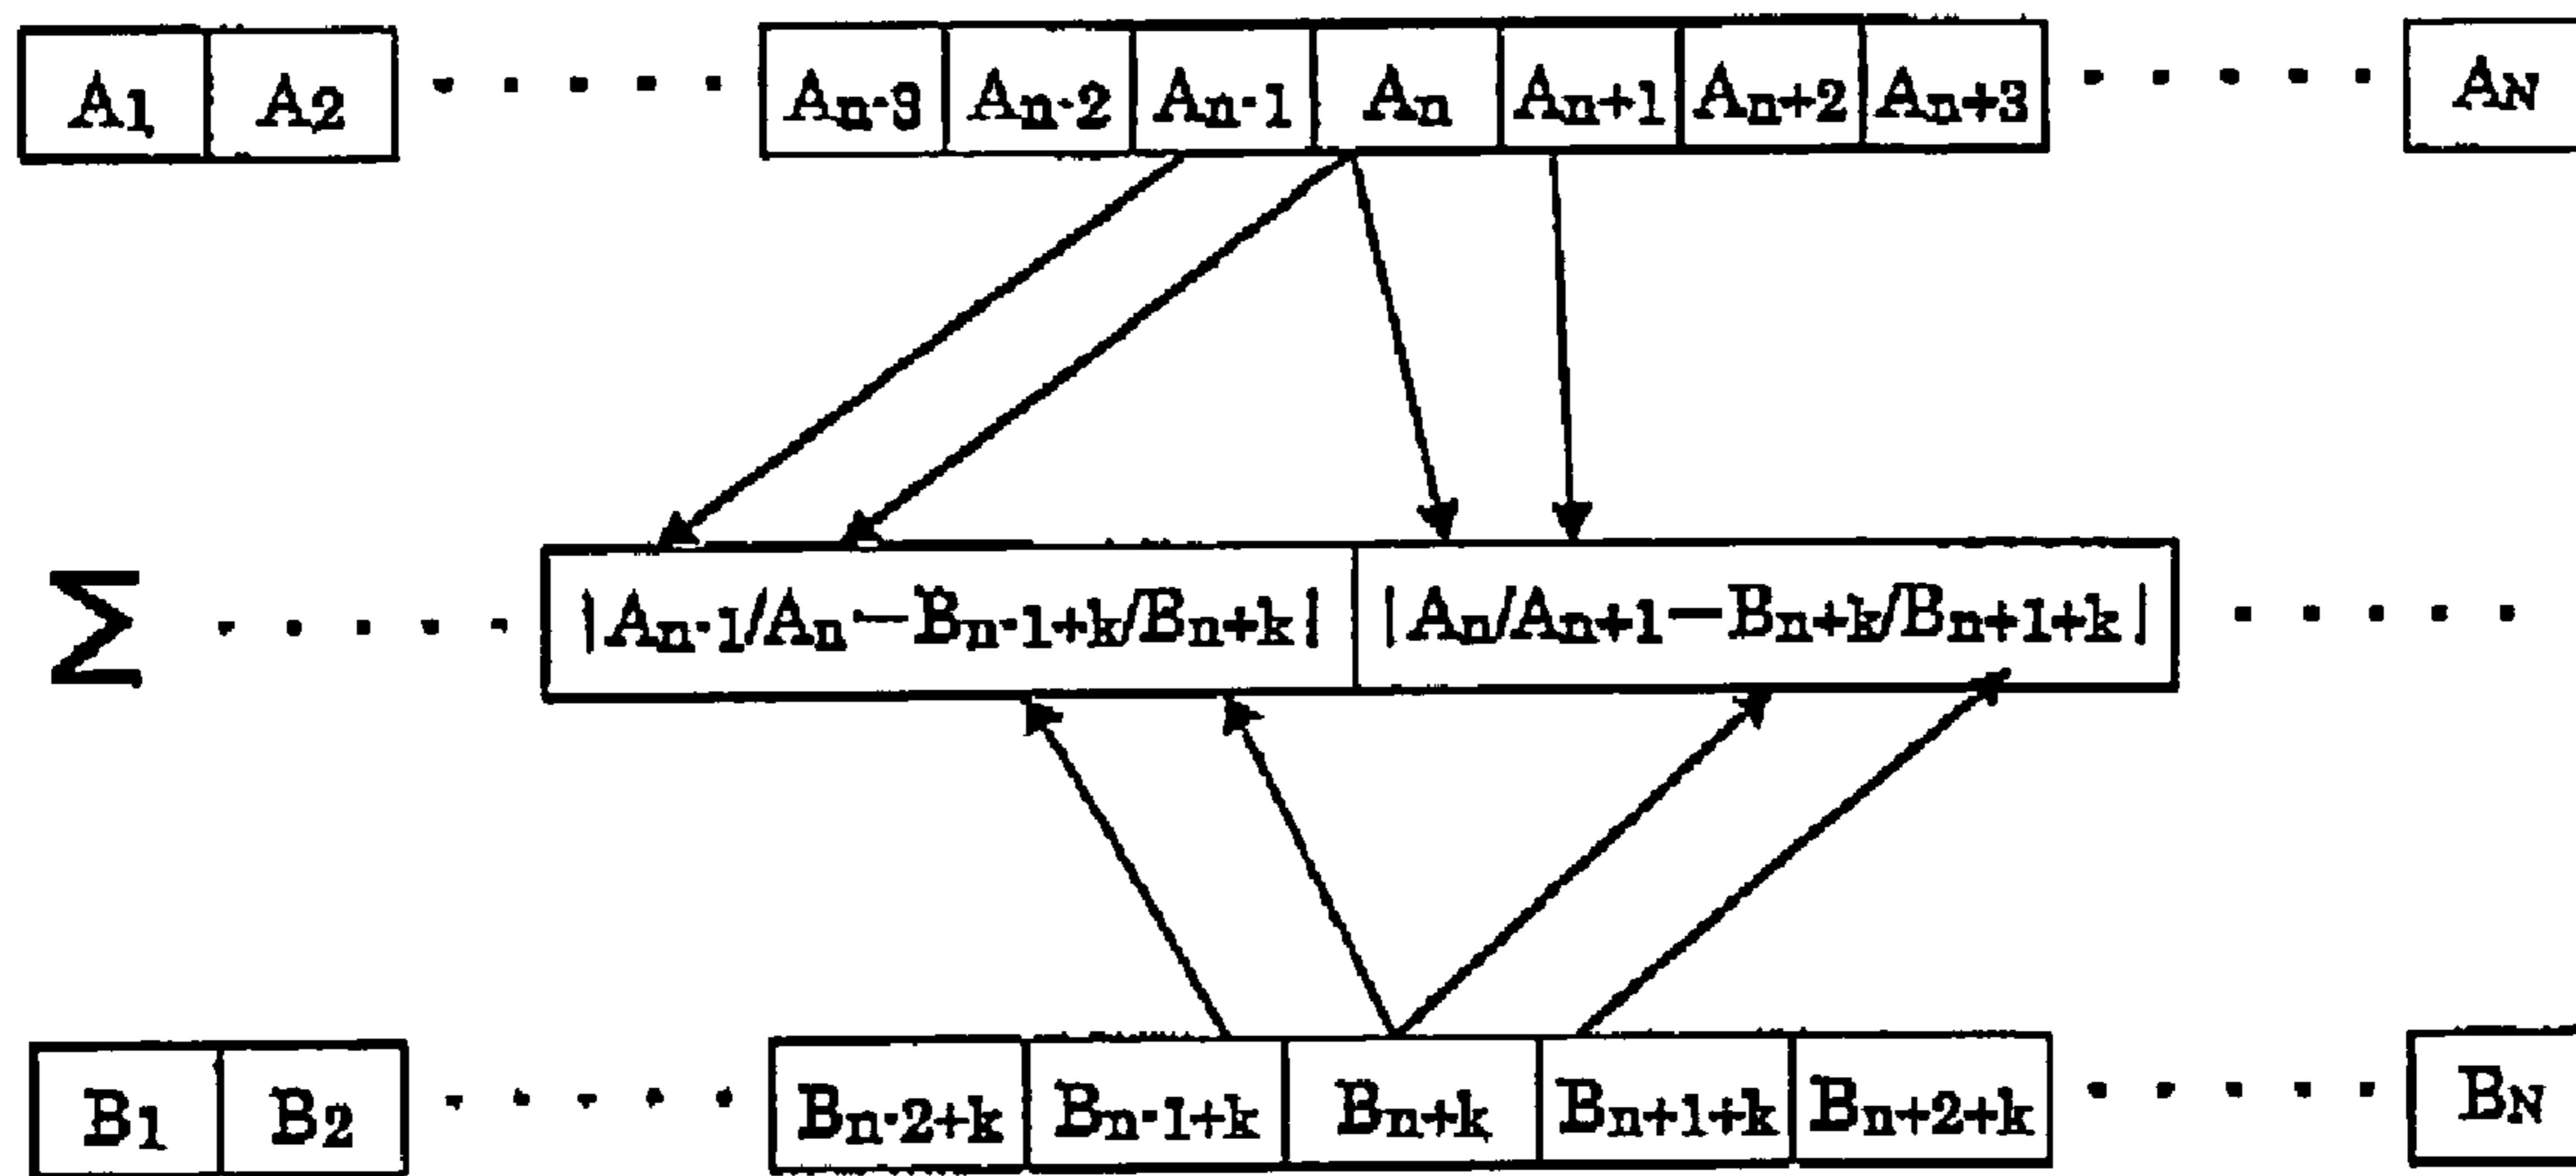 A1 A2 ..... An-3 An-2 An-1 An An+1 An+2 An+3 ..... AN
Σ ..... |An-1/An-Bn-1+k/Bn+k| |An/An+1-Bn+k/Bn+1+k| .....
B1 B2 ..... Bn-2+k Bn-1+k Bn+k Bn+1+k Bn+2+k ..... BN